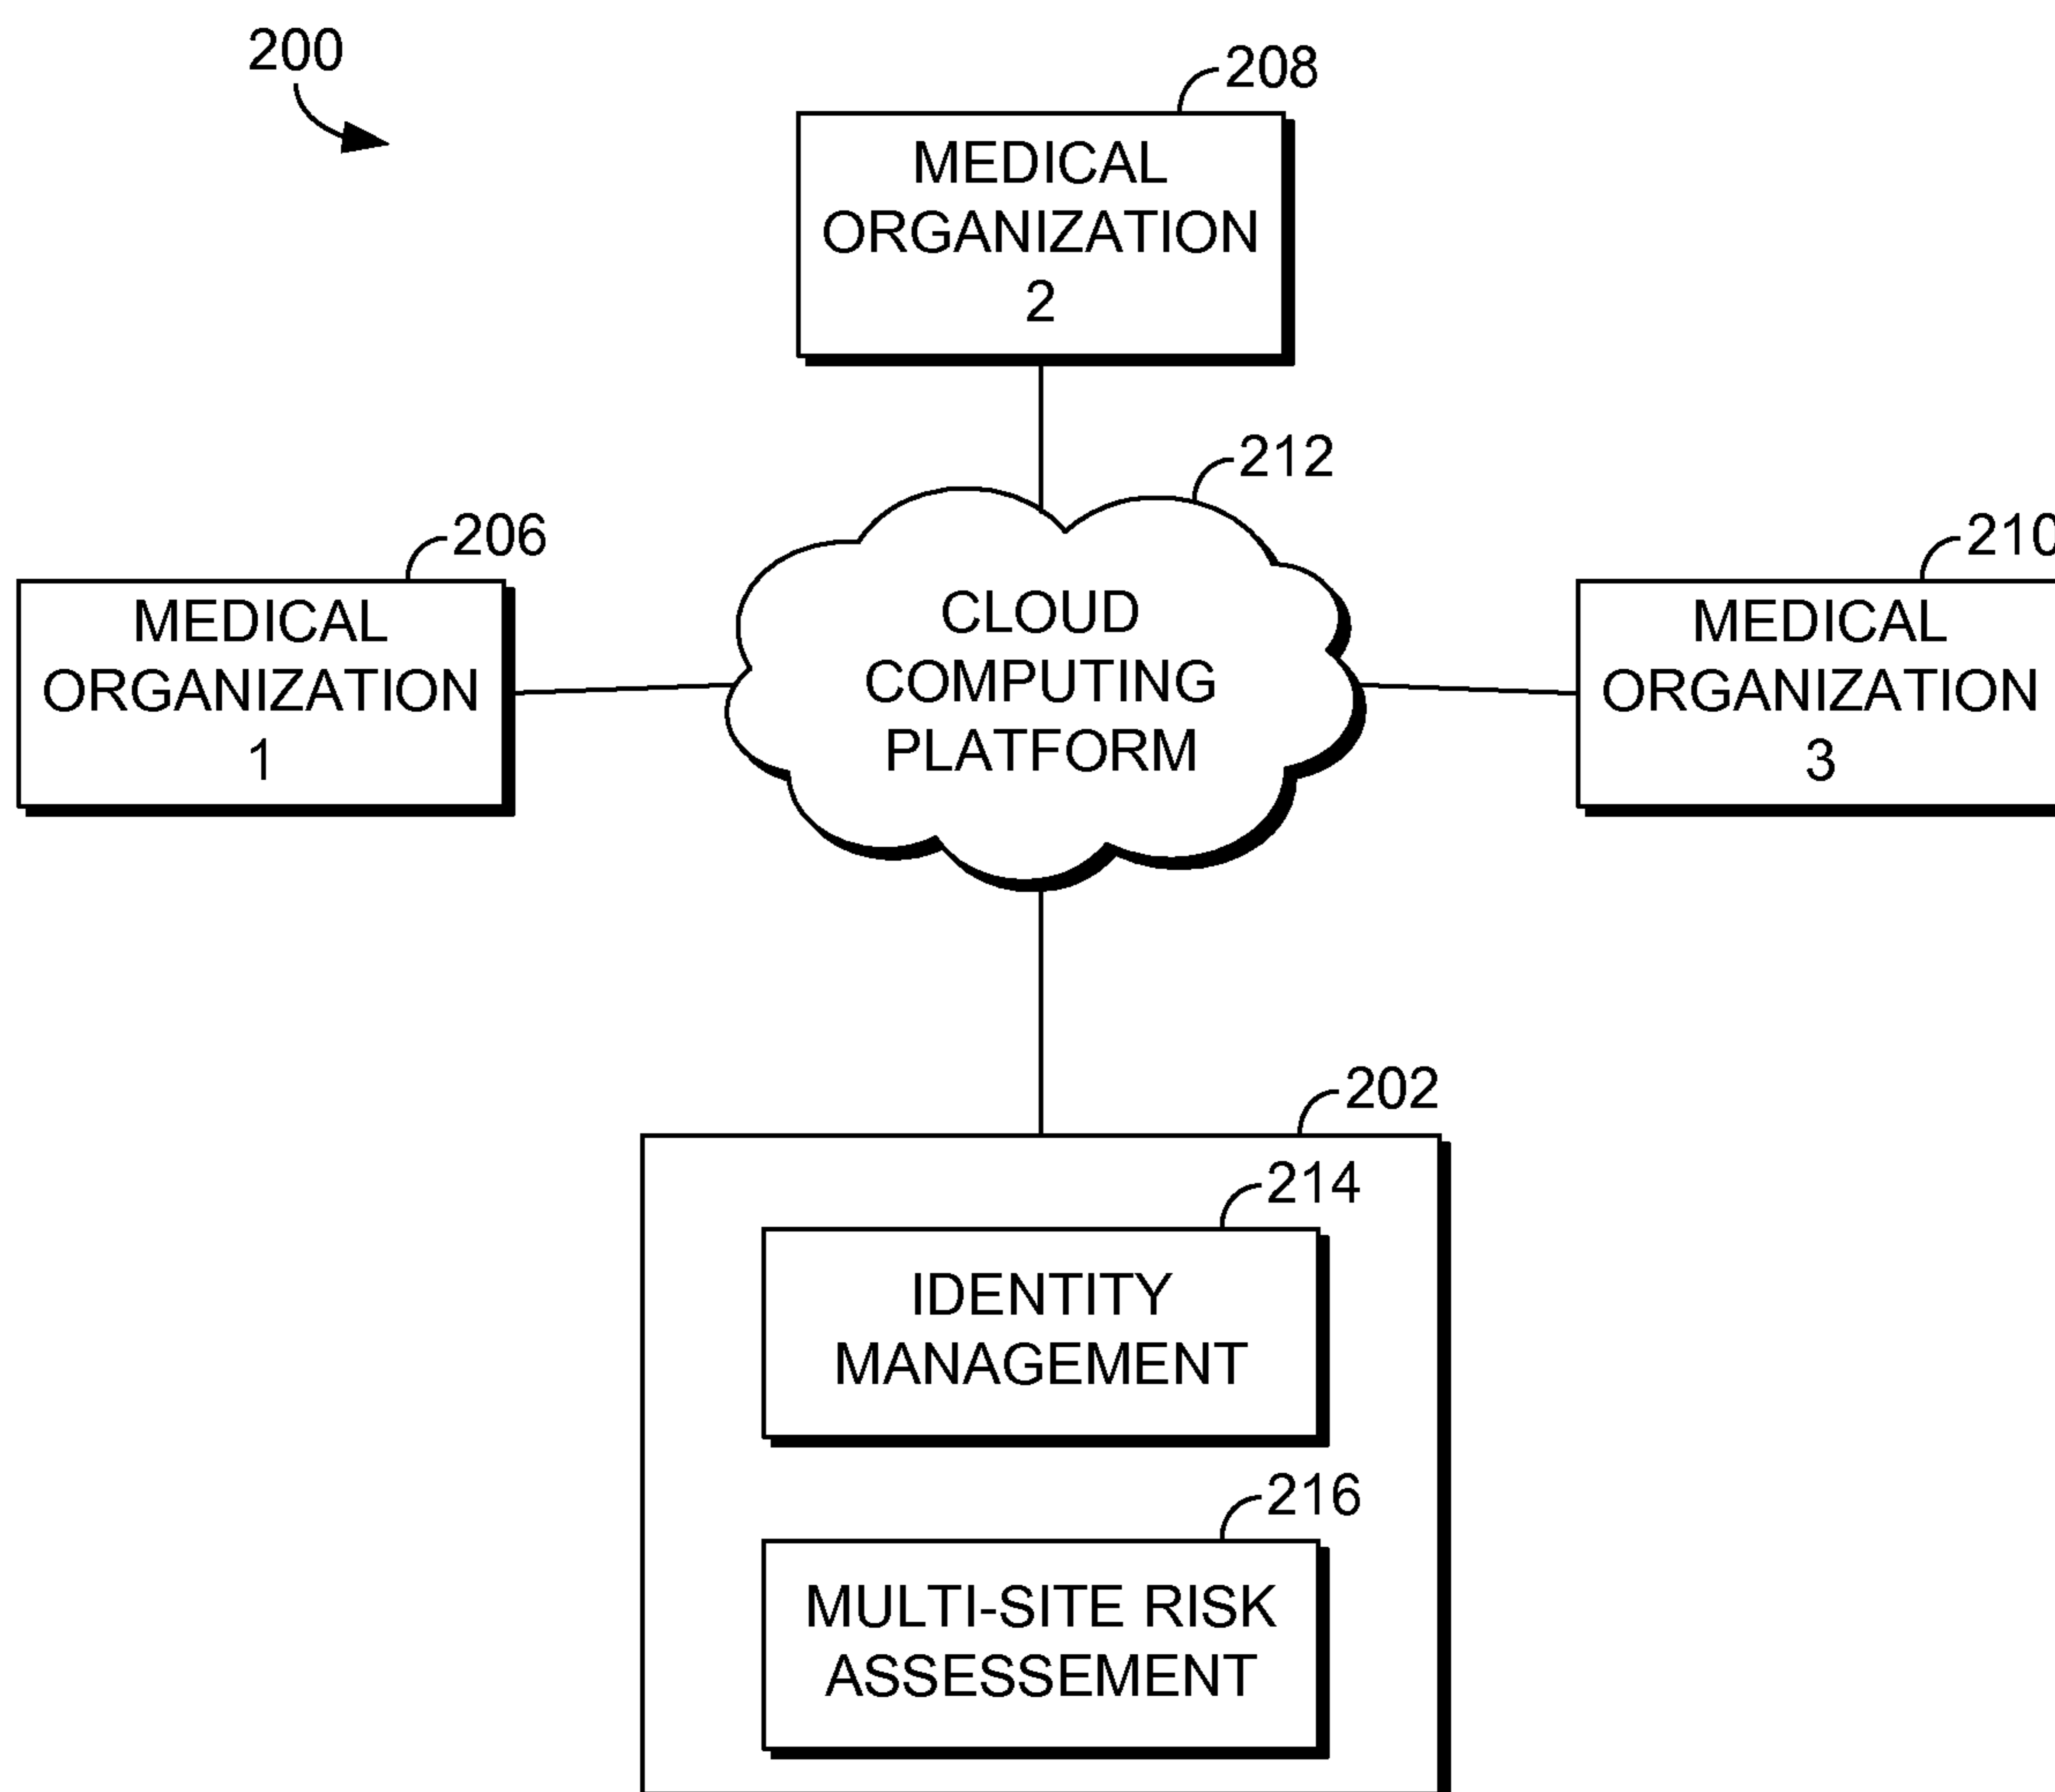 200
208
MEDICAL
ORGANIZATION
2
212
206
MEDICAL
ORGANIZATION
1
CLOUD
COMPUTING
PLATFORM
210
MEDICAL
ORGANIZATION
3
202
214
IDENTITY
MANAGEMENT
216
MULTI-SITE RISK
ASSESSEMENT